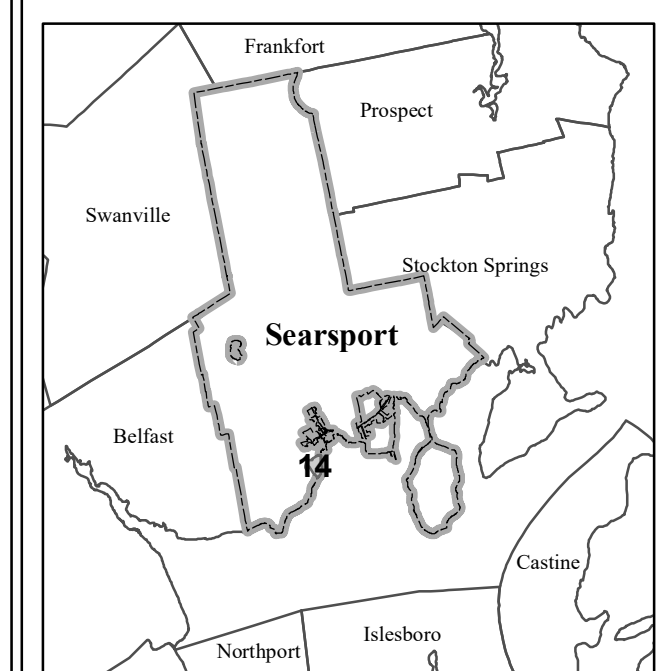 Frankfort
Prospect
Swanville
Stockton Springs
Searsport
Belfast
14
Castine
Islesboro
Northport